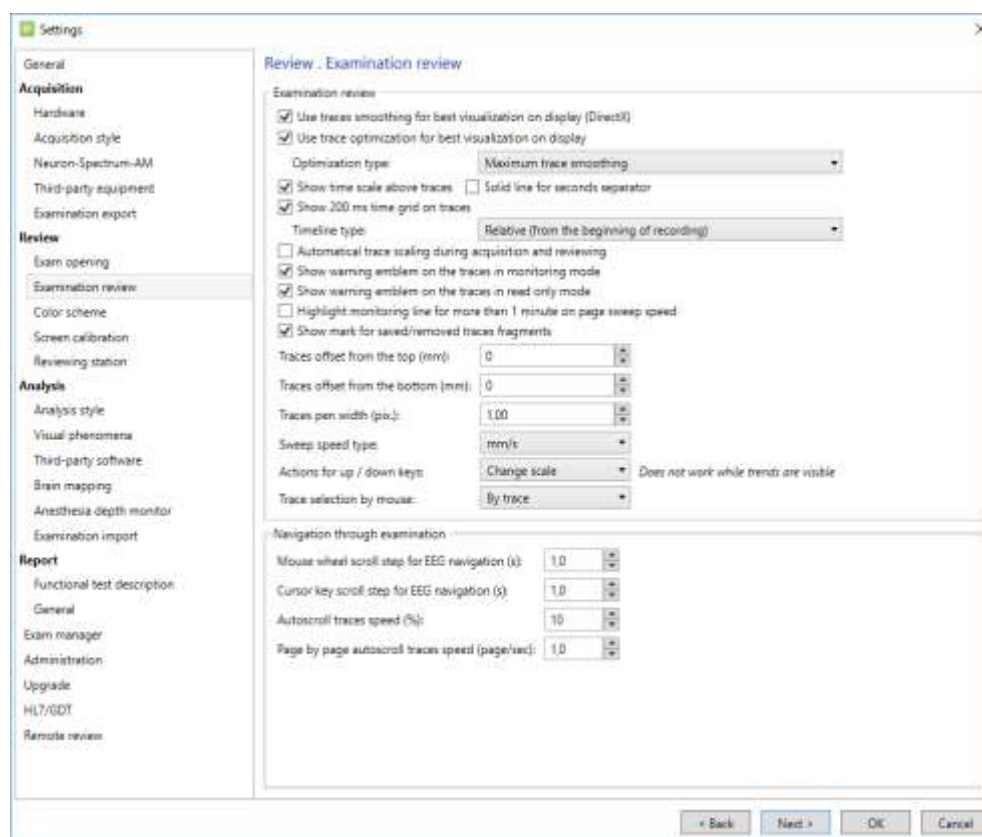 Settings
General
Acquisition
Hardware
Acquisition style
Neuron-Spectrum-AM
Third-party equipment
Examination export
Review
Exam opening
Examination review
Color scheme
Screen calibration
Reviewing station
Analysis
Analysis style
Visual phenomena
Third-party software
Brain mapping
Anesthesia depth monitor
Examination import
Report
Functional test description
General
Exam manager
Administration
Upgrade
HL7/GDT
Remote review
Review . Examination review
Examination review
Use traces smoothing for best visualization on display (DirectX)
Use trace optimization for best visualization on display
Optimization type: Maximum trace smoothing
Show time scale above traces Solid line for seconds separator
Show 200 ms time grid on traces
Timeline type: Relative (from the beginning of recording)
Automatical trace scaling during acquisition and reviewing
Show warning emblem on the traces in monitoring mode
Show warning emblem on the traces in read only mode
Highlight monitoring line for more than 1 minute on page sweep speed
Show mark for saved/removed traces fragments
Traces offset from the top (mm): 0
Traces offset from the bottom (mm): 0
Traces pen width (pix.): 1,00
Sweep speed type: mm/s
Actions for up / down keys: Change scale Does not work while trends are visible
Trace selection by mouse: By trace
Navigation through examination
Mouse wheel scroll step for EEG navigation (s): 1,0
Cursor key scroll step for EEG navigation (s): 1,0
Autoscroll traces speed (%): 10
Page by page autoscroll traces speed (page/sec): 1,0
< Back Next > OK Cancel